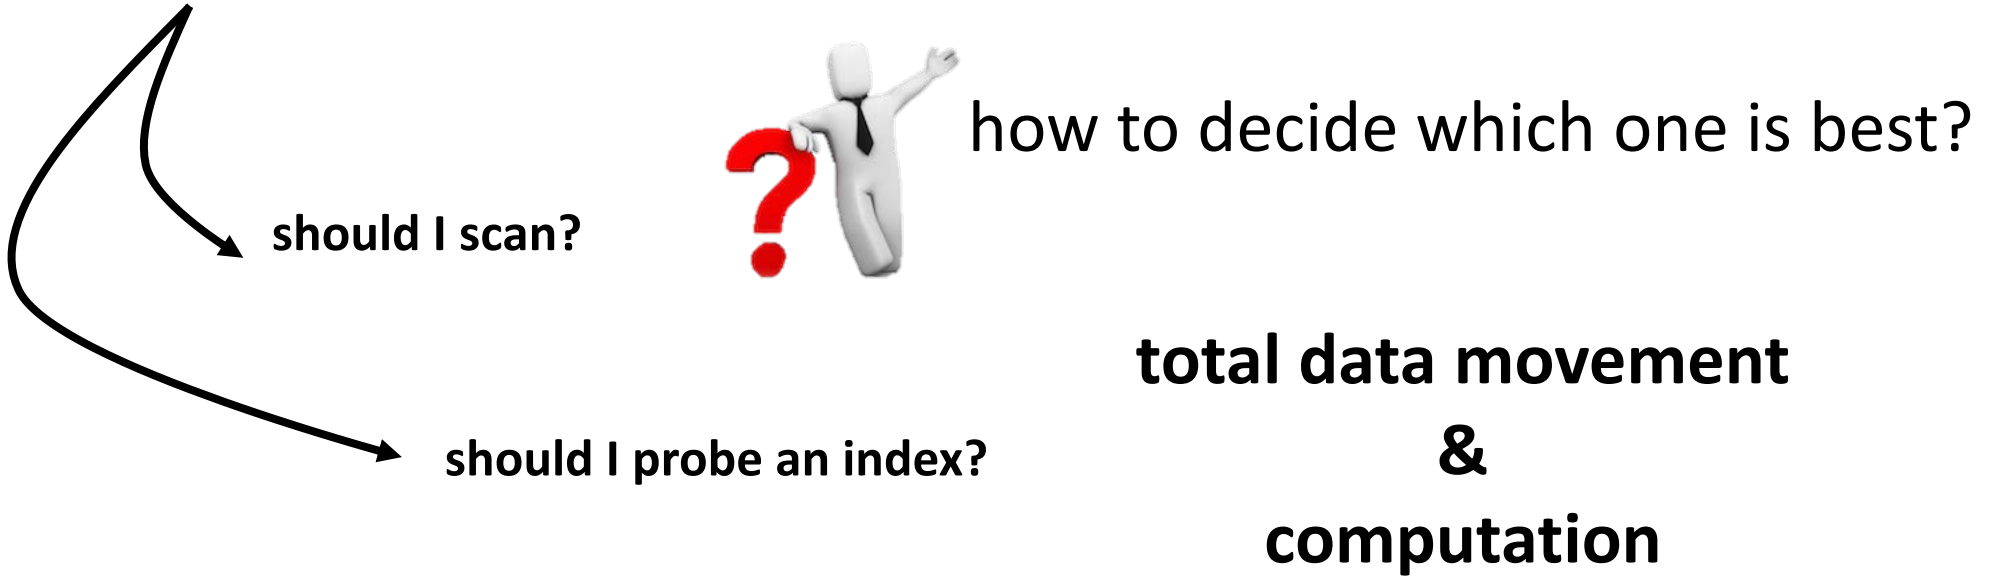 how to decide which one is best?
should I scan?
total data movement
&
computation
should I probe an index?